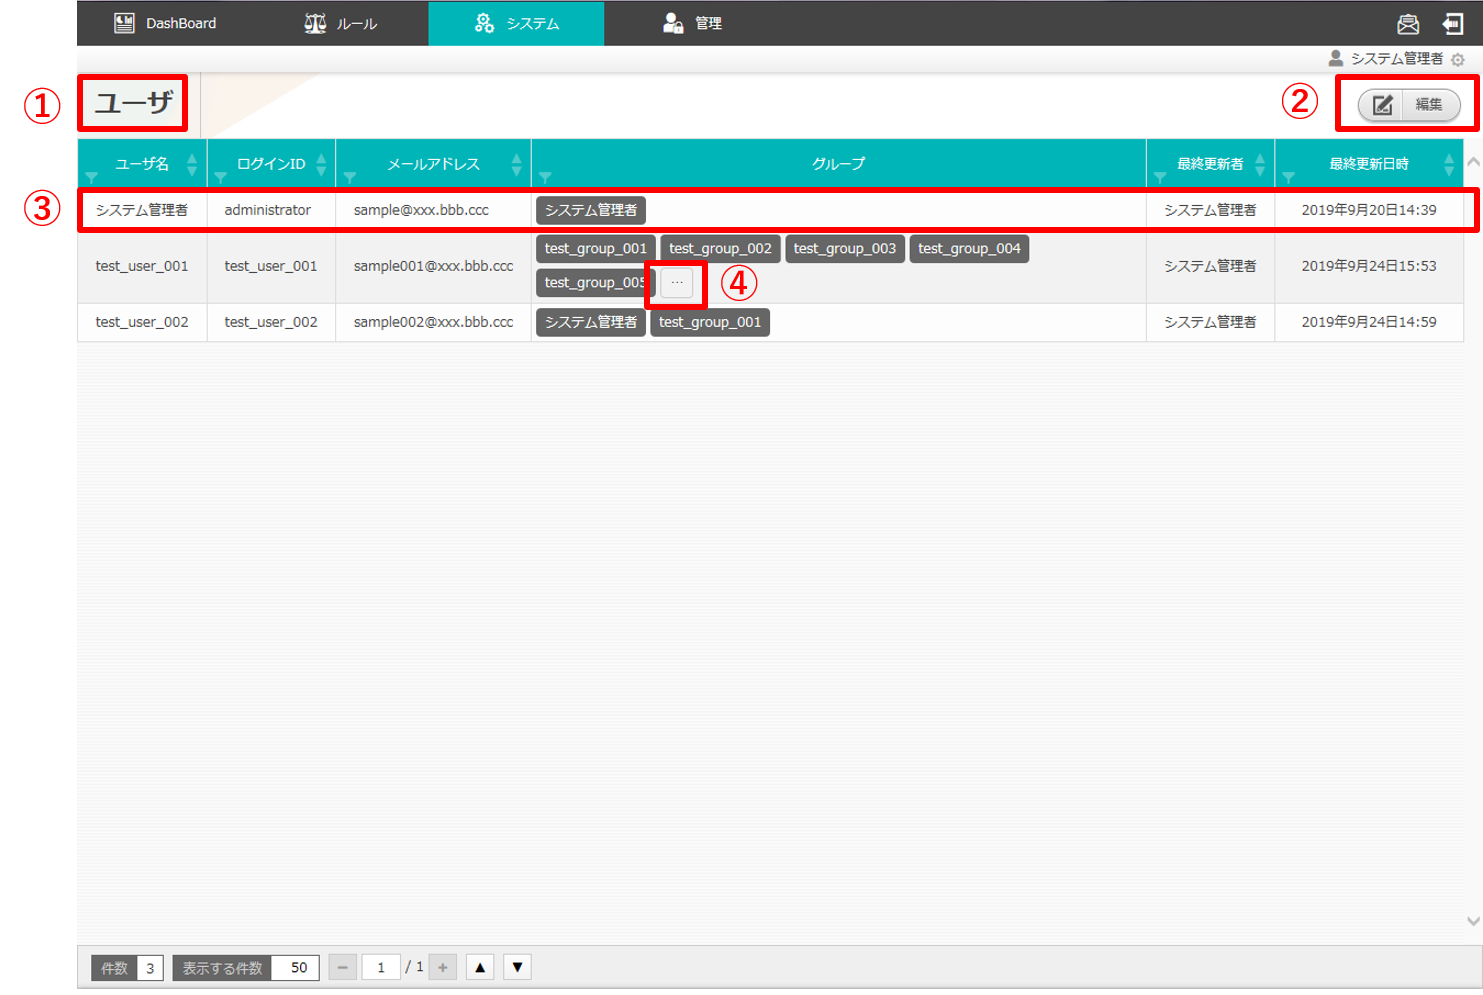 DashBoard ルール システム 管理
システム管理者
① ユーザ ② 編集
ユーザ名 ログインID メールアドレス グループ 最終更新者 最終更新日時
③ システム管理者 administrator sample@xxx.bbb.ccc システム管理者 システム管理者 2019年9月20日14:39
test_group_001 test_group_002 test_group_003 test_group_004
test_user_001 test_user_001 sample001@xxx.bbb.ccc システム管理者 2019年9月24日15:53
test_group_005 … ④
test_user_002 test_user_002 sample002@xxx.bbb.ccc システム管理者 test_group_001 システム管理者 2019年9月24日14:59
件数 3 表示する件数 50 − 1 / 1 + ▲ ▼